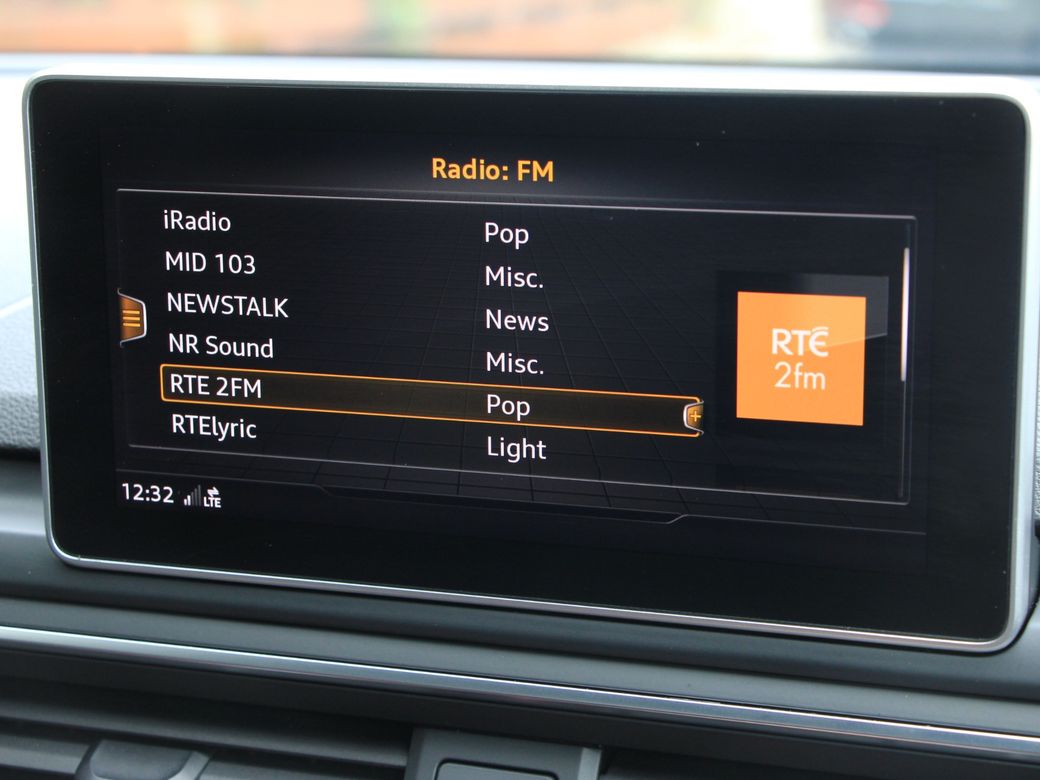 Radio: FM
iRadio Pop
MID 103 Misc.
NEWSTALK News
NR Sound Misc.
RTE 2FM Pop
RTElyric Light
RTÉ
2fm
12:32 LTE